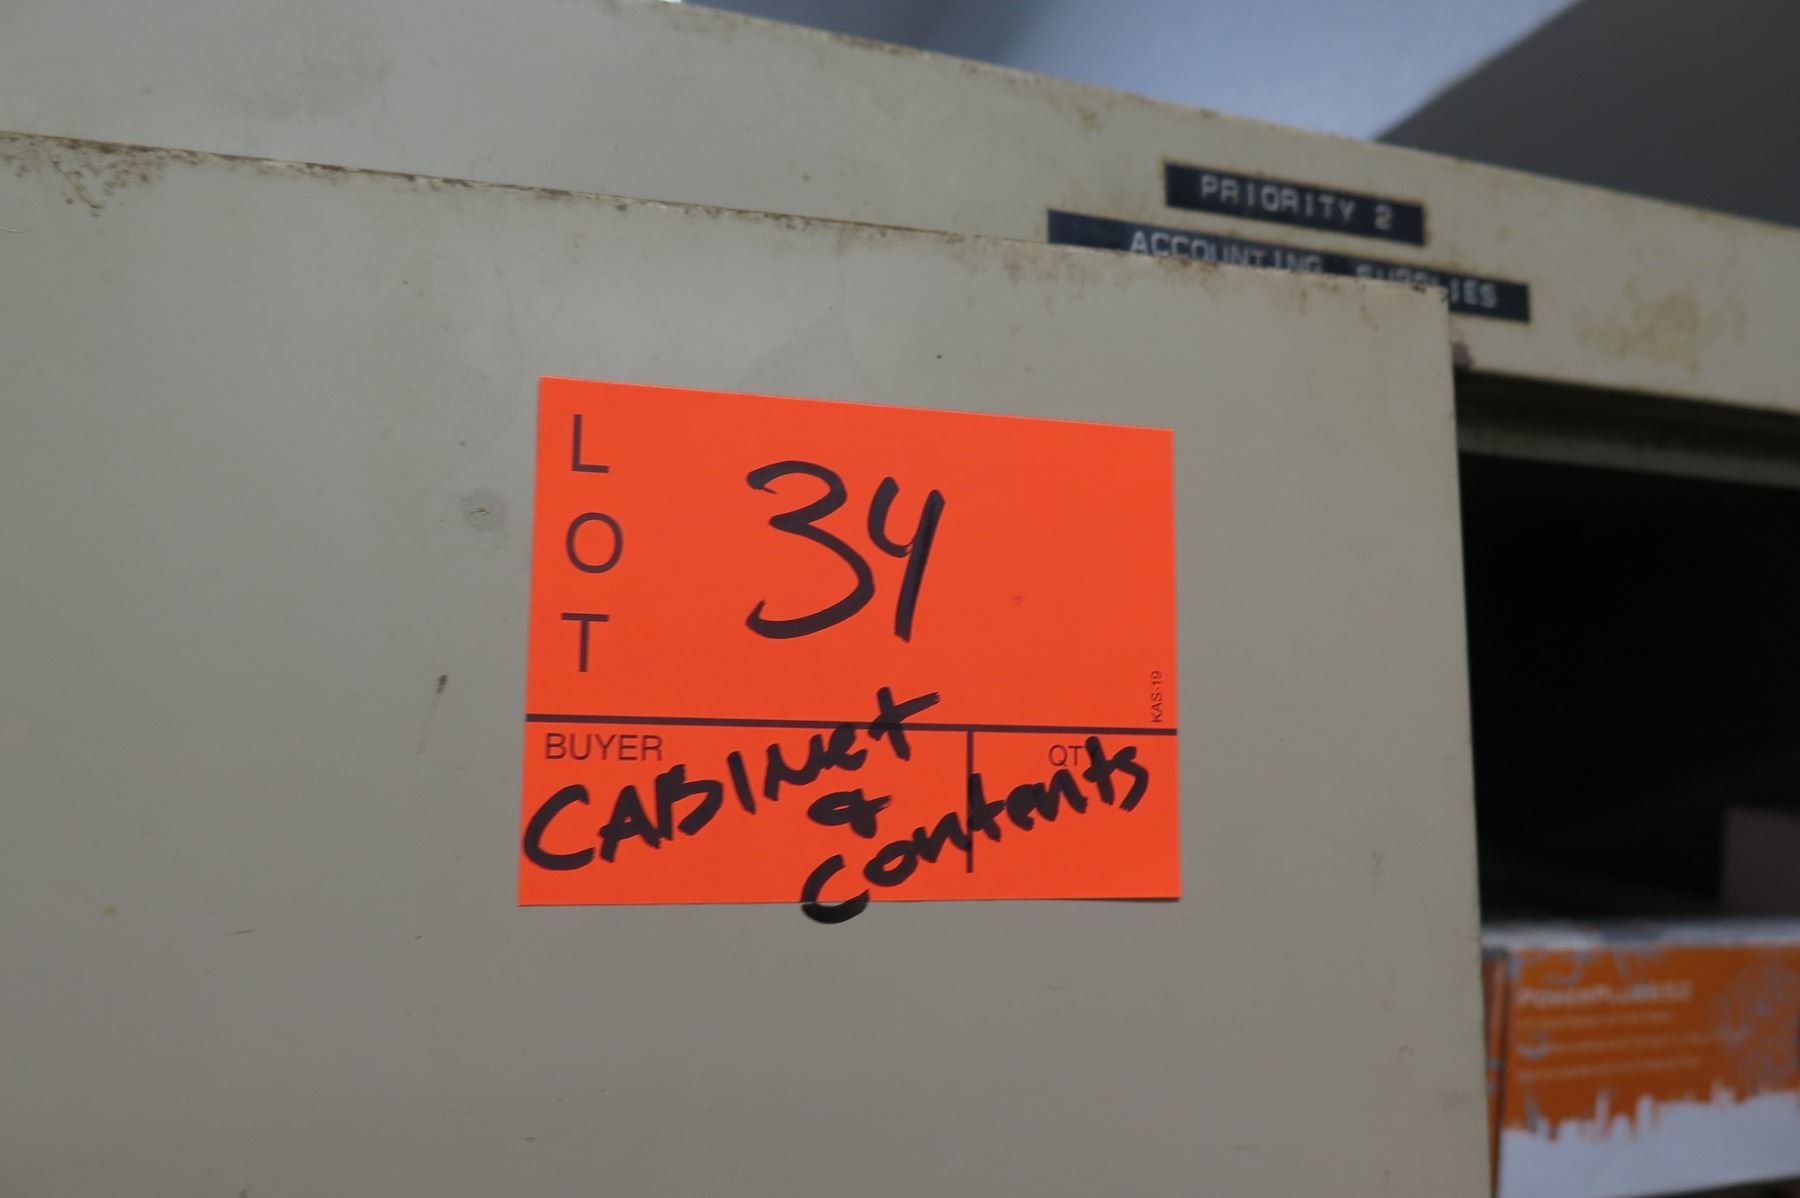 PRIORITY 2
ACCOUNTING SUPPLIES
LOT
34
KAS-19
BUYER
QTY
CABINET
&
Contents